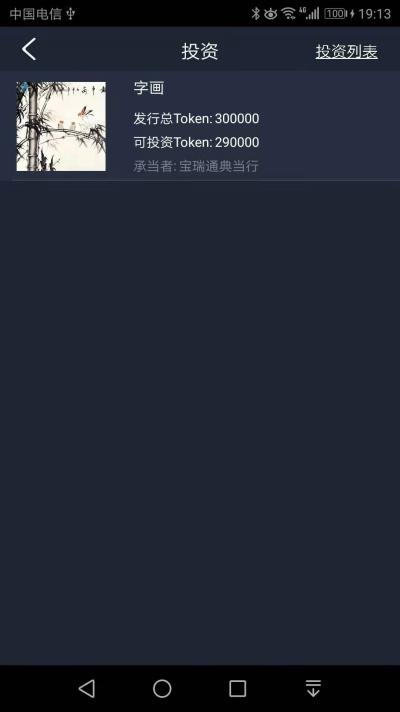 中国电信 4G 100 19:13
投资 投资列表
字画
发行总Token: 300000
可投资Token: 290000
承当者: 宝瑞通典当行